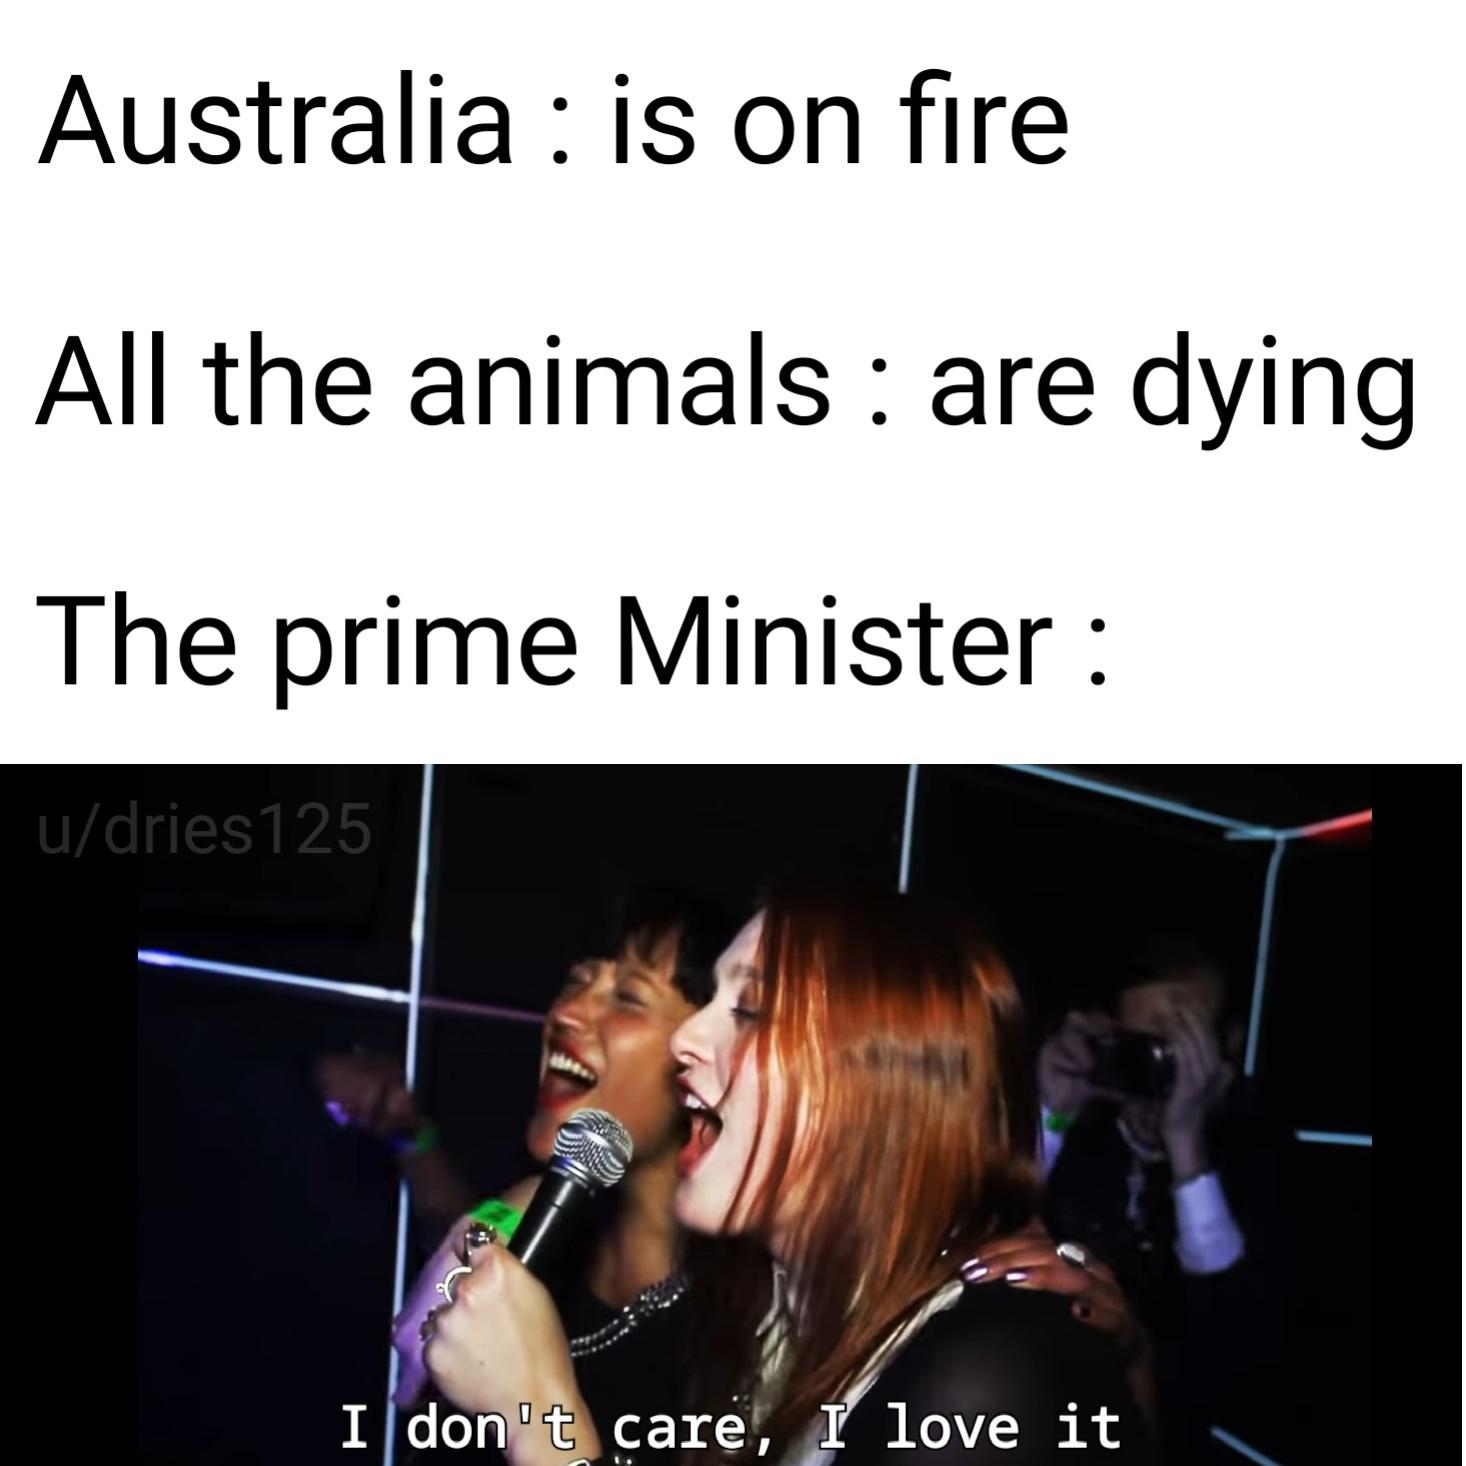 Australia : is on fire
All the animals : are dying
The prime Minister :
u/dries125
I don't care, I love it